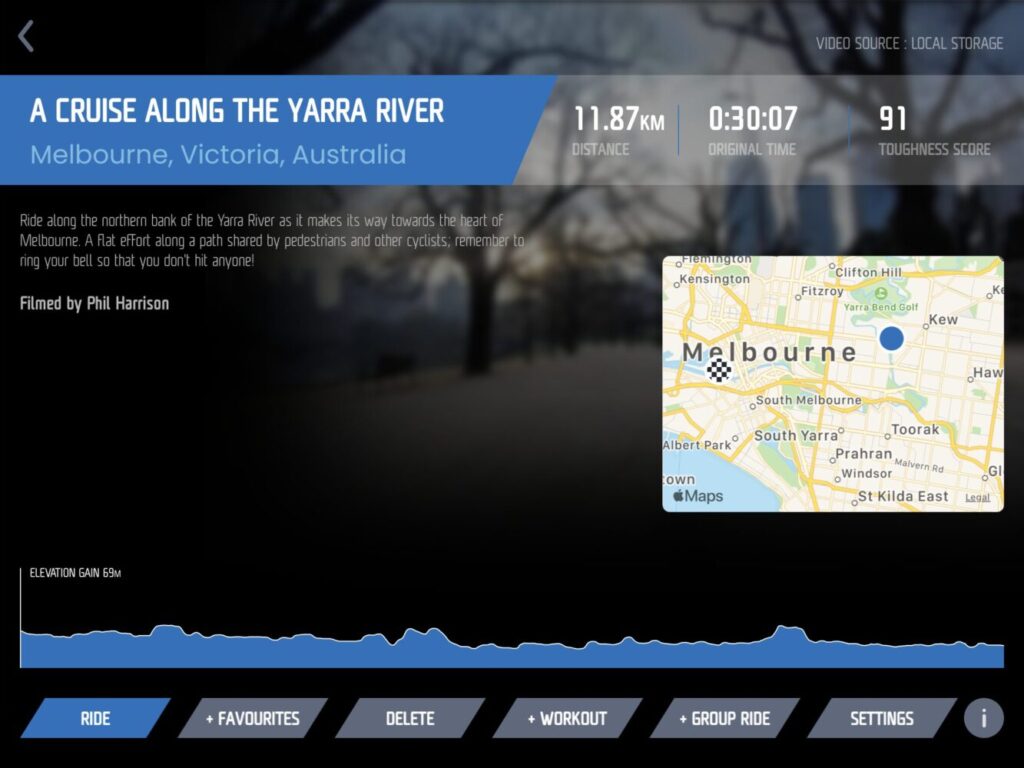 VIDEO SOURCE : LOCAL STORAGE
A CRUISE ALONG THE YARRA RIVER
Melbourne, Victoria, Australia
11.87KM
DISTANCE
0:30:07
ORIGINAL TIME
91
TOUGHNESS SCORE
Ride along the northern bank of the Yarra River as it makes its way towards the heart of
Melbourne. A flat effort along a path shared by pedestrians and other cyclists; remember to
ring your bell so that you don't hit anyone!
Filmed by Phil Harrison
Flemington
Kensington
Clifton Hill
Fitzroy
Yarra Bend Golf
Kew
Melbourne
Haw
South Melbourne
Albert Park
South Yarra
Toorak
Prahran
Malvern Rd
Windsor
Gl
town
St Kilda East
Maps
Legal
ELEVATION GAIN 69M
RIDE
+ FAVOURITES
DELETE
+ WORKOUT
+ GROUP RIDE
SETTINGS
i